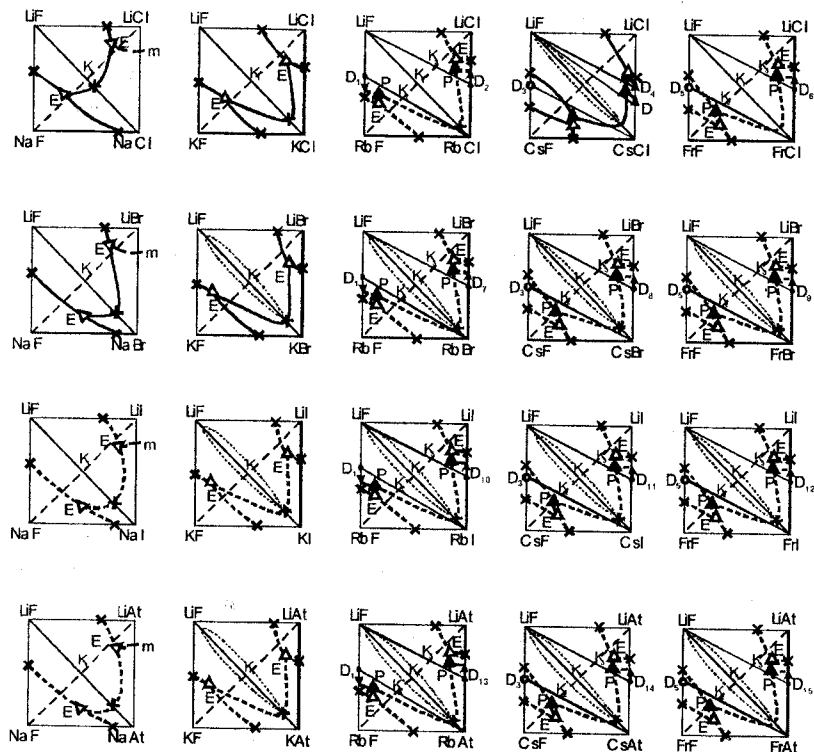 LiF LiCl LiF LiCl LiF LiCl LiF LiCl LiF LiCl
E m K E
K E E
D₁ P E K K E P D₂
D₃ D₄ D
D₅ P E K K E P D₆
NaF NaCl KF KCl RbF RbCl CsF CsCl FrF FrCl
LiF LiBr LiF LiBr LiF LiBr LiF LiBr LiF LiBr
E m K E
K E E
D₁ P E K K E P D₇
D₃ P E K K E P D₈
D₅ P E K K E P D₉
NaF NaBr KF KBr RbF RbBr CsF CsBr FrF FrBr
LiF LiI LiF LiI LiF LiI LiF LiI LiF LiI
E m K E
K E E
D₁ P E K K E P D₁₀
D₃ P E K K E P D₁₁
P E K K E P D₁₂
NaF NaI KF KI RbF RbI CsF CsI FrF FrI
LiF LiAt LiF LiAt LiF LiAt LiF LiAt LiF LiAt
E m K E
K E E
D₁ P E K K E P D₁₃
D₃ P E K K E P D₁₄
D₅ P E K K E P D₁₅
NaF NaAt KF KAt RbF RbAt CsF CsAt FrF FrAt